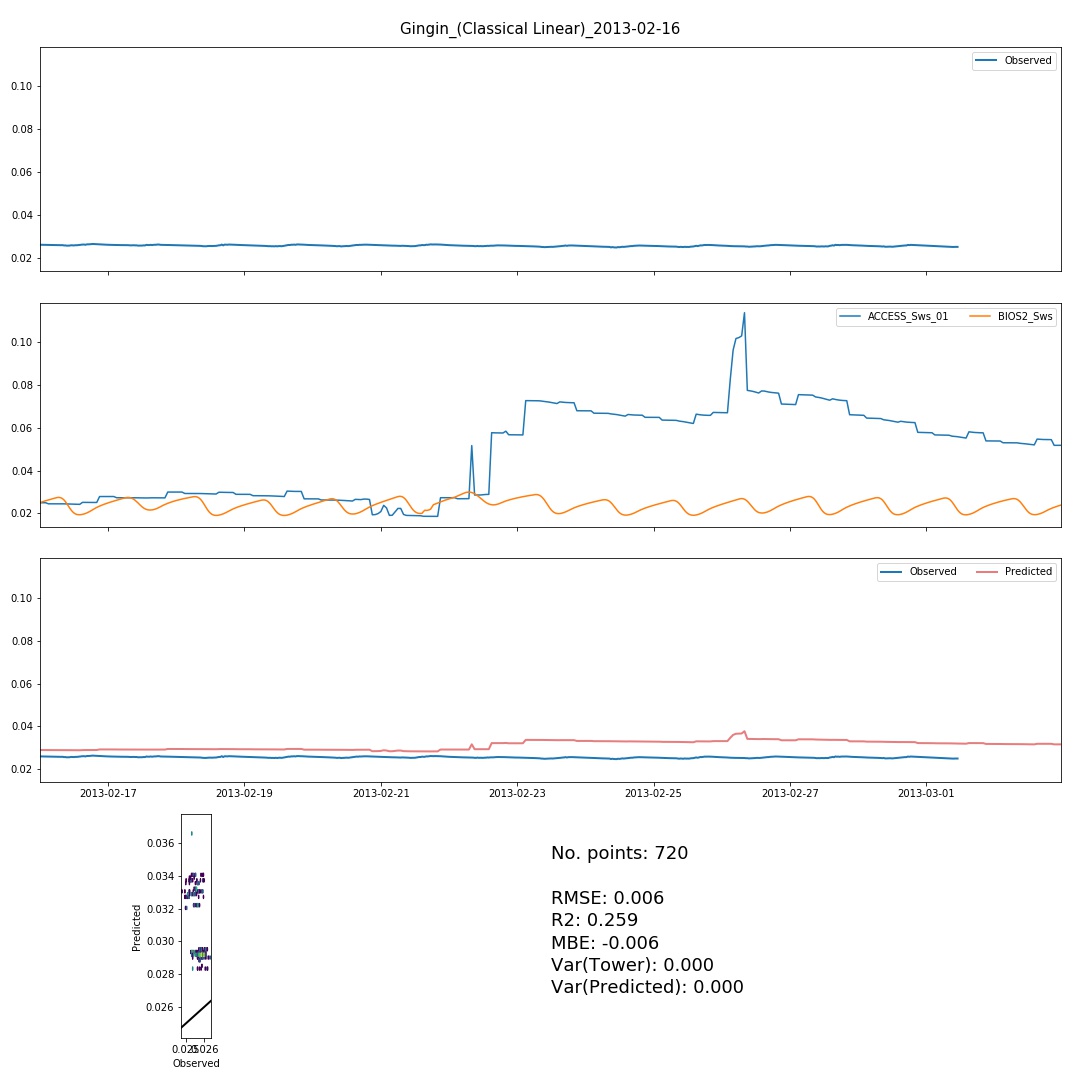 Gingin_(Classical Linear)_2013-02-16
Observed
0.10
0.08
0.06
0.04
0.02
ACCESS_Sws_01 BIOS2_Sws
0.10
0.08
0.06
0.04
0.02
Observed Predicted
0.10
0.08
0.06
0.04
0.02
2013-02-17 2013-02-19 2013-02-21 2013-02-23 2013-02-25 2013-02-27 2013-03-01
0.036
0.034
0.032
0.030
0.028
0.026
Predicted
0.025 0.026
Observed
No. points: 720
RMSE: 0.006
R2: 0.259
MBE: -0.006
Var(Tower): 0.000
Var(Predicted): 0.000